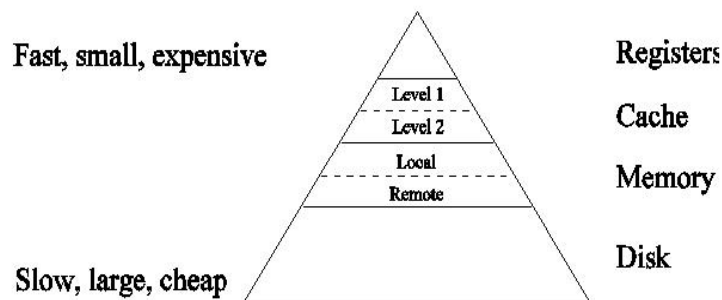 Fast, small, expensive
Registers
Level 1
Cache
Level 2
Local
Memory
Remote
Disk
Slow, large, cheap